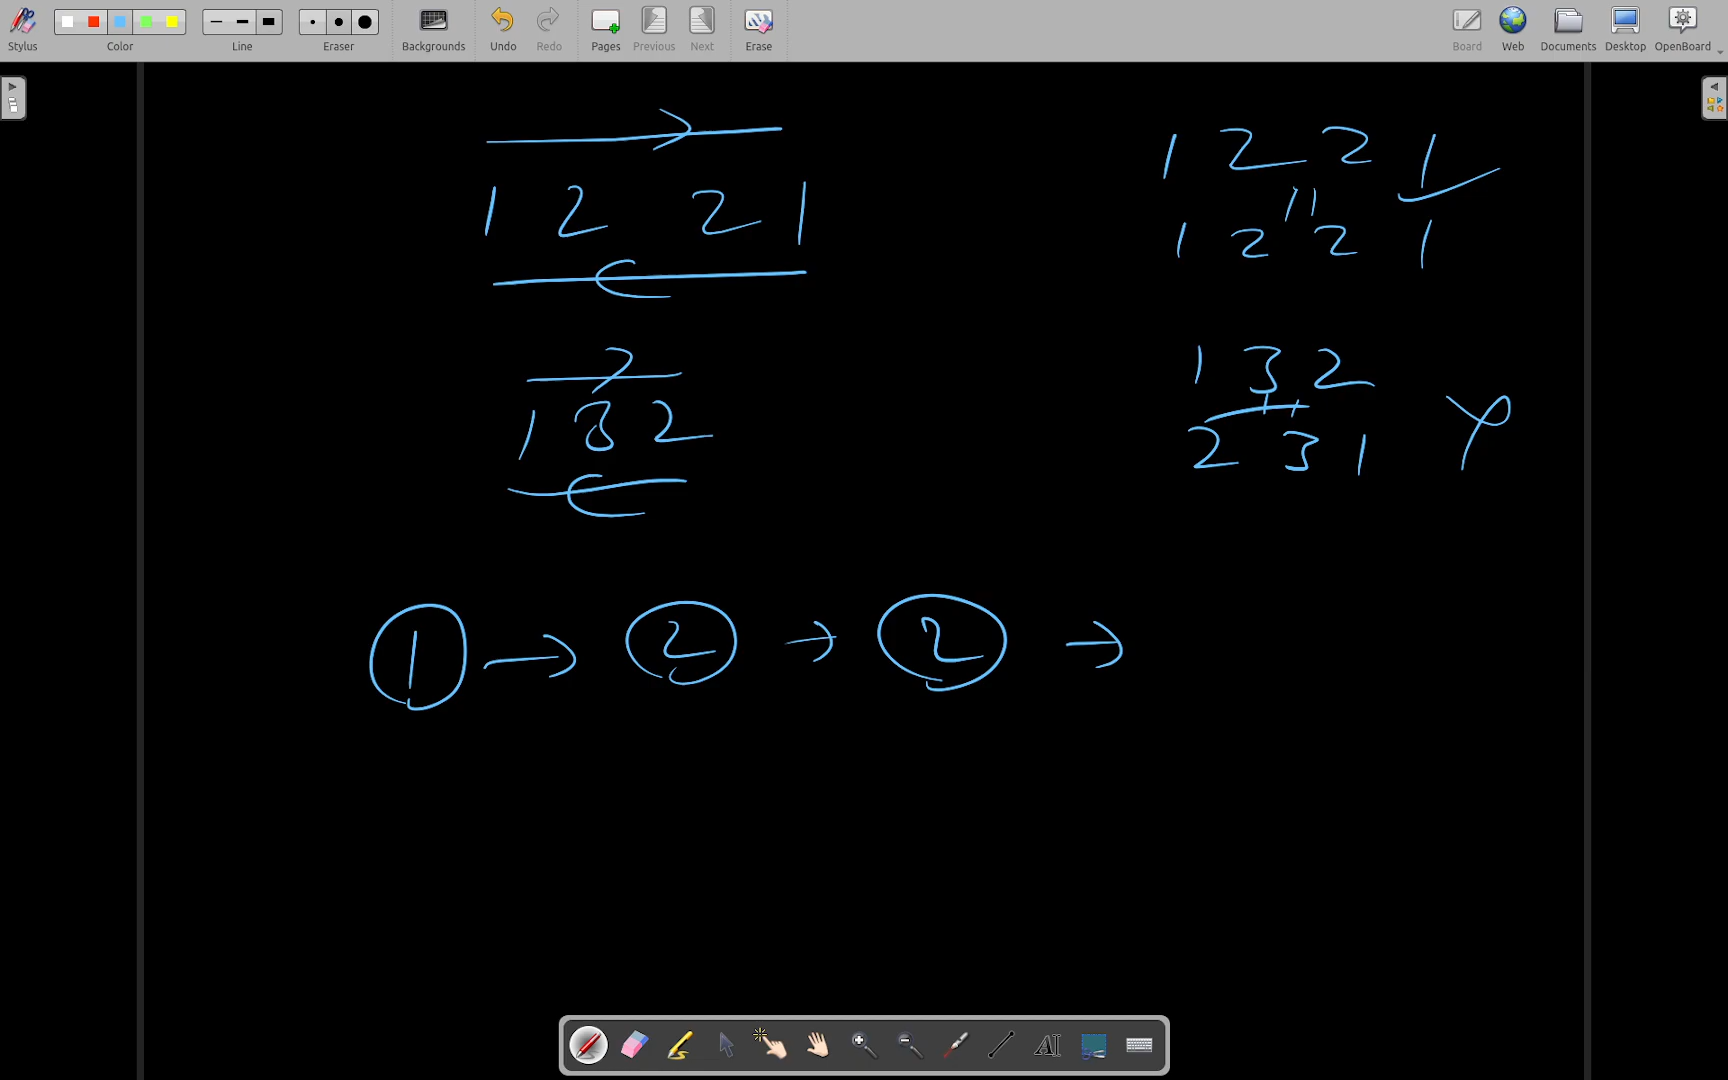 Stylus Color Line Eraser Backgrounds Undo Redo Pages Previous Next Erase Board Web Documents Desktop OpenBoard
1 2 2 1
1 2 2 1
1 2 2 1
1 3 2
1 3 2
2 3 1
1 → 2 → 2 →
AI